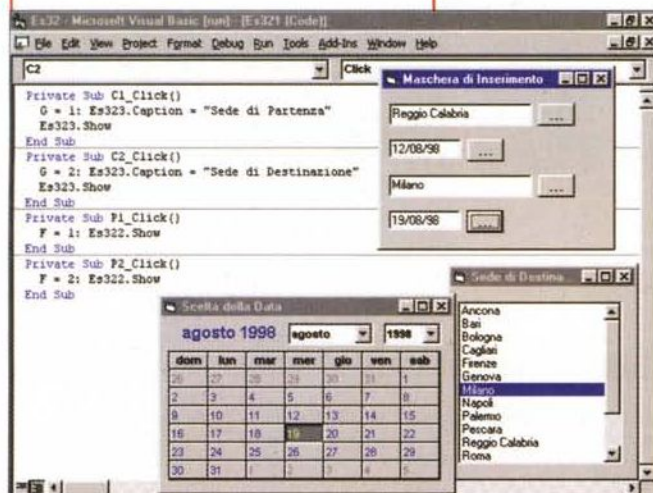 Es32 - Microsoft Visual Basic [run] - [Es321 [Code]]
File Edit View Project Format Debug Run Tools Add-Ins Window Help
C2
Click
Private Sub C1_Click()
G = 1: Es323.Caption = "Sede di Partenza"
Es323.Show
End Sub
Private Sub C2_Click()
G = 2: Es323.Caption = "Sede di Destinazione"
Es323.Show
End Sub
Private Sub P1_Click()
F = 1: Es322.Show
End Sub
Private Sub P2_Click()
F = 2: Es322.Show
End Sub
Maschera di Inserimento
Reggio Calabria ...
12/08/98 ...
Milano ...
19/08/98 ...
Scelta della Data
agosto 1998 agosto 1998
dom lun mar mer gio ven sab
26 27 28 29 30 31 1
2 3 4 5 6 7 8
9 10 11 12 13 14 15
16 17 18 19 20 21 22
23 24 25 26 27 28 29
30 31 1 2 3 4 5
Sede di Destina
Ancona
Bari
Bologna
Cagliari
Firenze
Genova
Milano
Napoli
Palermo
Pescara
Reggio Calabria
Roma